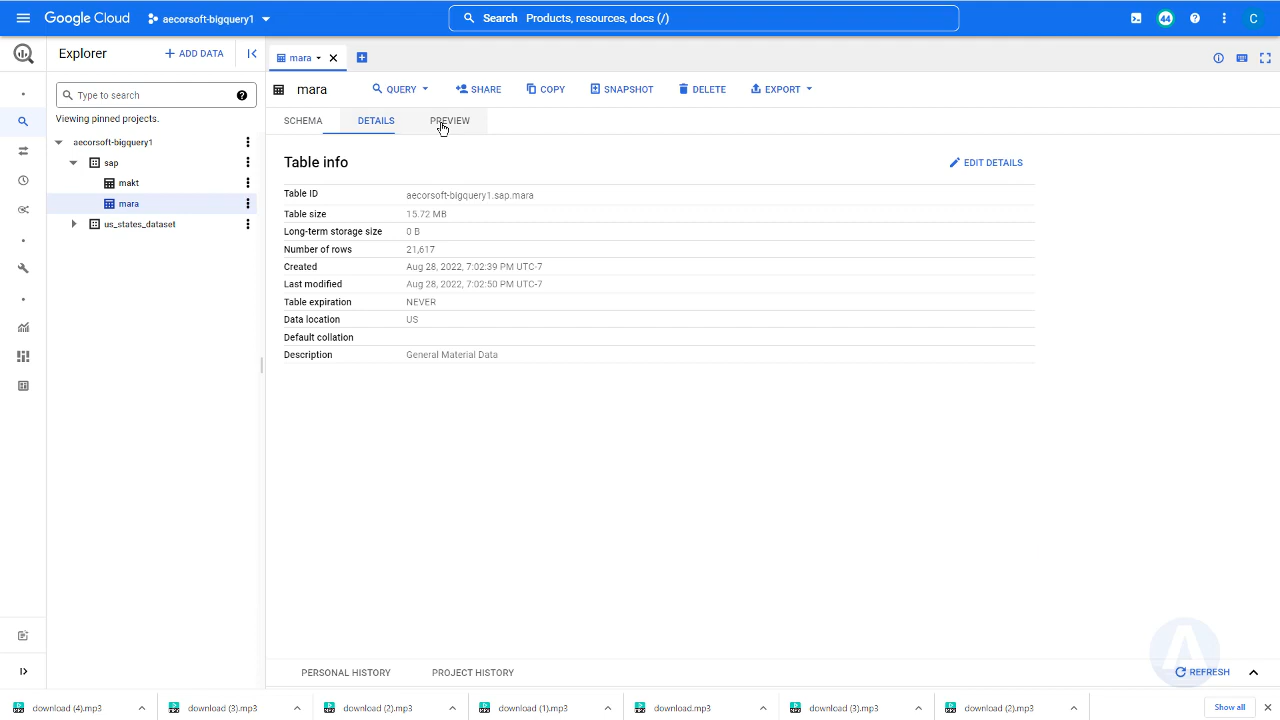 Google Cloud aecorsoft-bigquery1 Search Products, resources, docs (/) 44 C
Explorer + ADD DATA
Type to search
Viewing pinned projects.
aecorsoft-bigquery1
sap
makt
mara
us_states_dataset
mara
mara QUERY SHARE COPY SNAPSHOT DELETE EXPORT
SCHEMA DETAILS PREVIEW
Table info EDIT DETAILS
Table ID aecorsoft-bigquery1.sap.mara
Table size 15.72 MB
Long-term storage size 0 B
Number of rows 21,617
Created Aug 28, 2022, 7:02:39 PM UTC-7
Last modified Aug 28, 2022, 7:02:50 PM UTC-7
Table expiration NEVER
Data location US
Default collation
Description General Material Data
PERSONAL HISTORY PROJECT HISTORY REFRESH
download (4).mp3 download (3).mp3 download (2).mp3 download (1).mp3 download.mp3 download (3).mp3 download (2).mp3 Show all